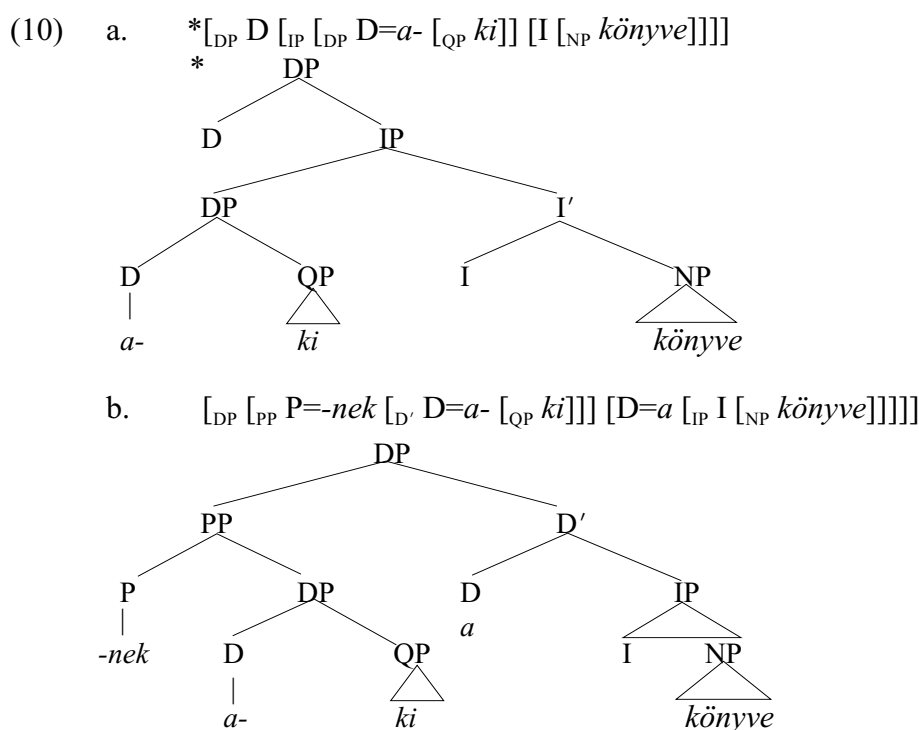 (10) a. *[DP D [IP [DP D=a- [QP ki]] [I [NP könyve]]]]
* DP
D IP
DP I′
D QP I NP
a- ki könyve
b. [DP [PP P=-nek [D' D=a- [QP ki]]] [D=a [IP I [NP könyve]]]]]
DP
PP D′
P DP D IP
a
-nek D QP I NP
a- ki könyve